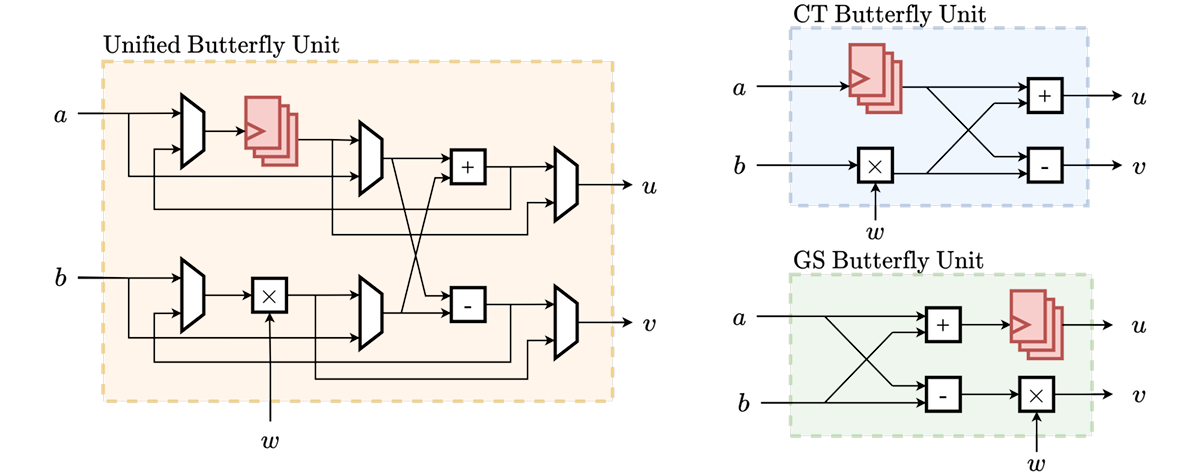 Unified Butterfly Unit
a
+
u
b
×
-
v
w
CT Butterfly Unit
a
+
u
b
×
-
v
w
GS Butterfly Unit
a
+
u
b
-
×
v
w